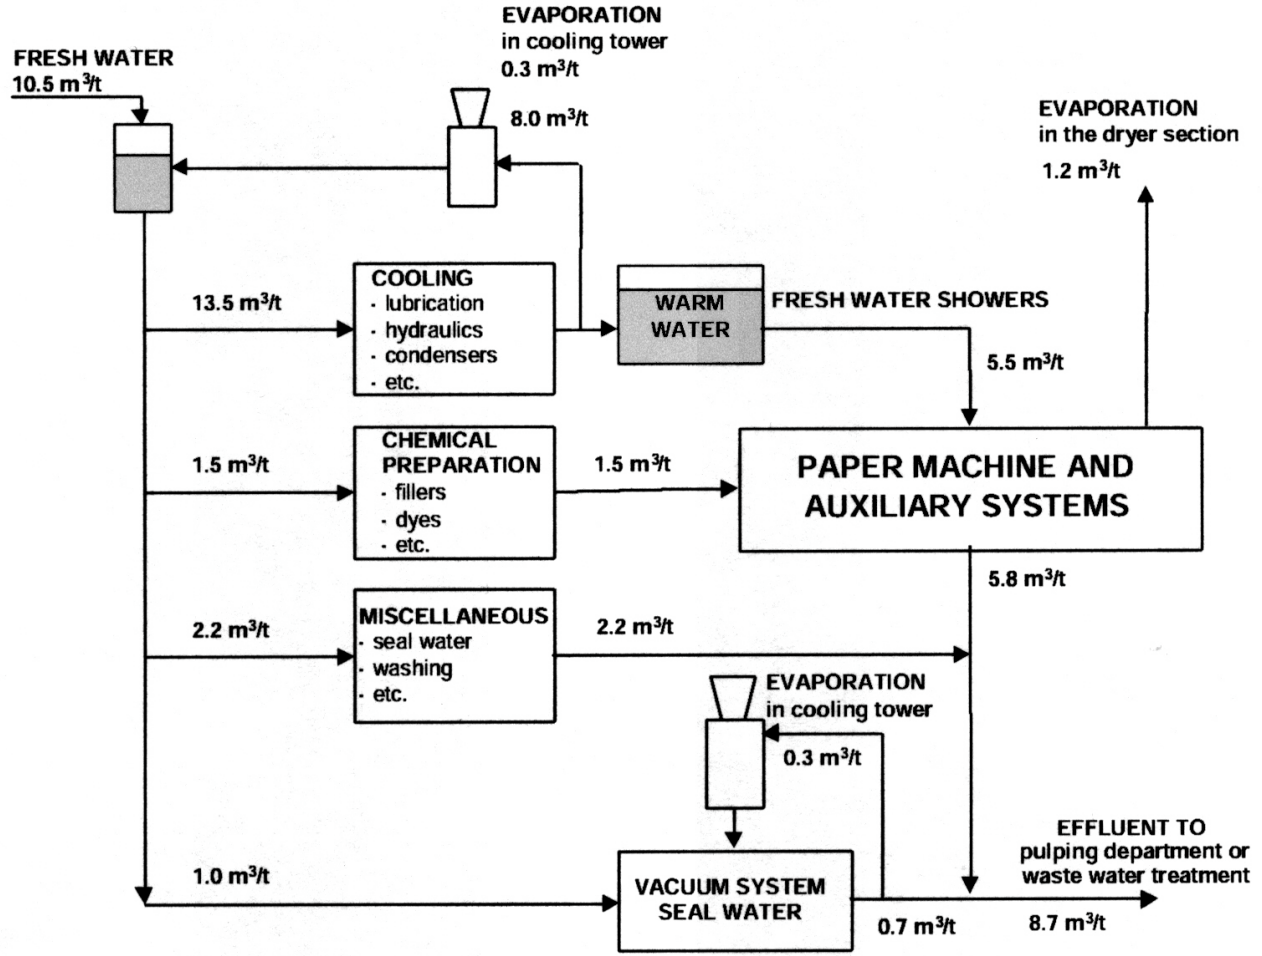 EVAPORATION
in cooling tower
0.3 m³/t
FRESH WATER
10.5 m³/t
8.0 m³/t
EVAPORATION
in the dryer section
1.2 m³/t
13.5 m³/t
COOLING
· lubrication
· hydraulics
· condensers
· etc.
WARM
WATER
FRESH WATER SHOWERS
5.5 m³/t
1.5 m³/t
CHEMICAL
PREPARATION
· fillers
· dyes
· etc.
1.5 m³/t
PAPER MACHINE AND
AUXILIARY SYSTEMS
5.8 m³/t
2.2 m³/t
MISCELLANEOUS
· seal water
· washing
· etc.
2.2 m³/t
EVAPORATION
in cooling tower
0.3 m³/t
1.0 m³/t
VACUUM SYSTEM
SEAL WATER
0.7 m³/t
EFFLUENT TO
pulping department or
waste water treatment
8.7 m³/t